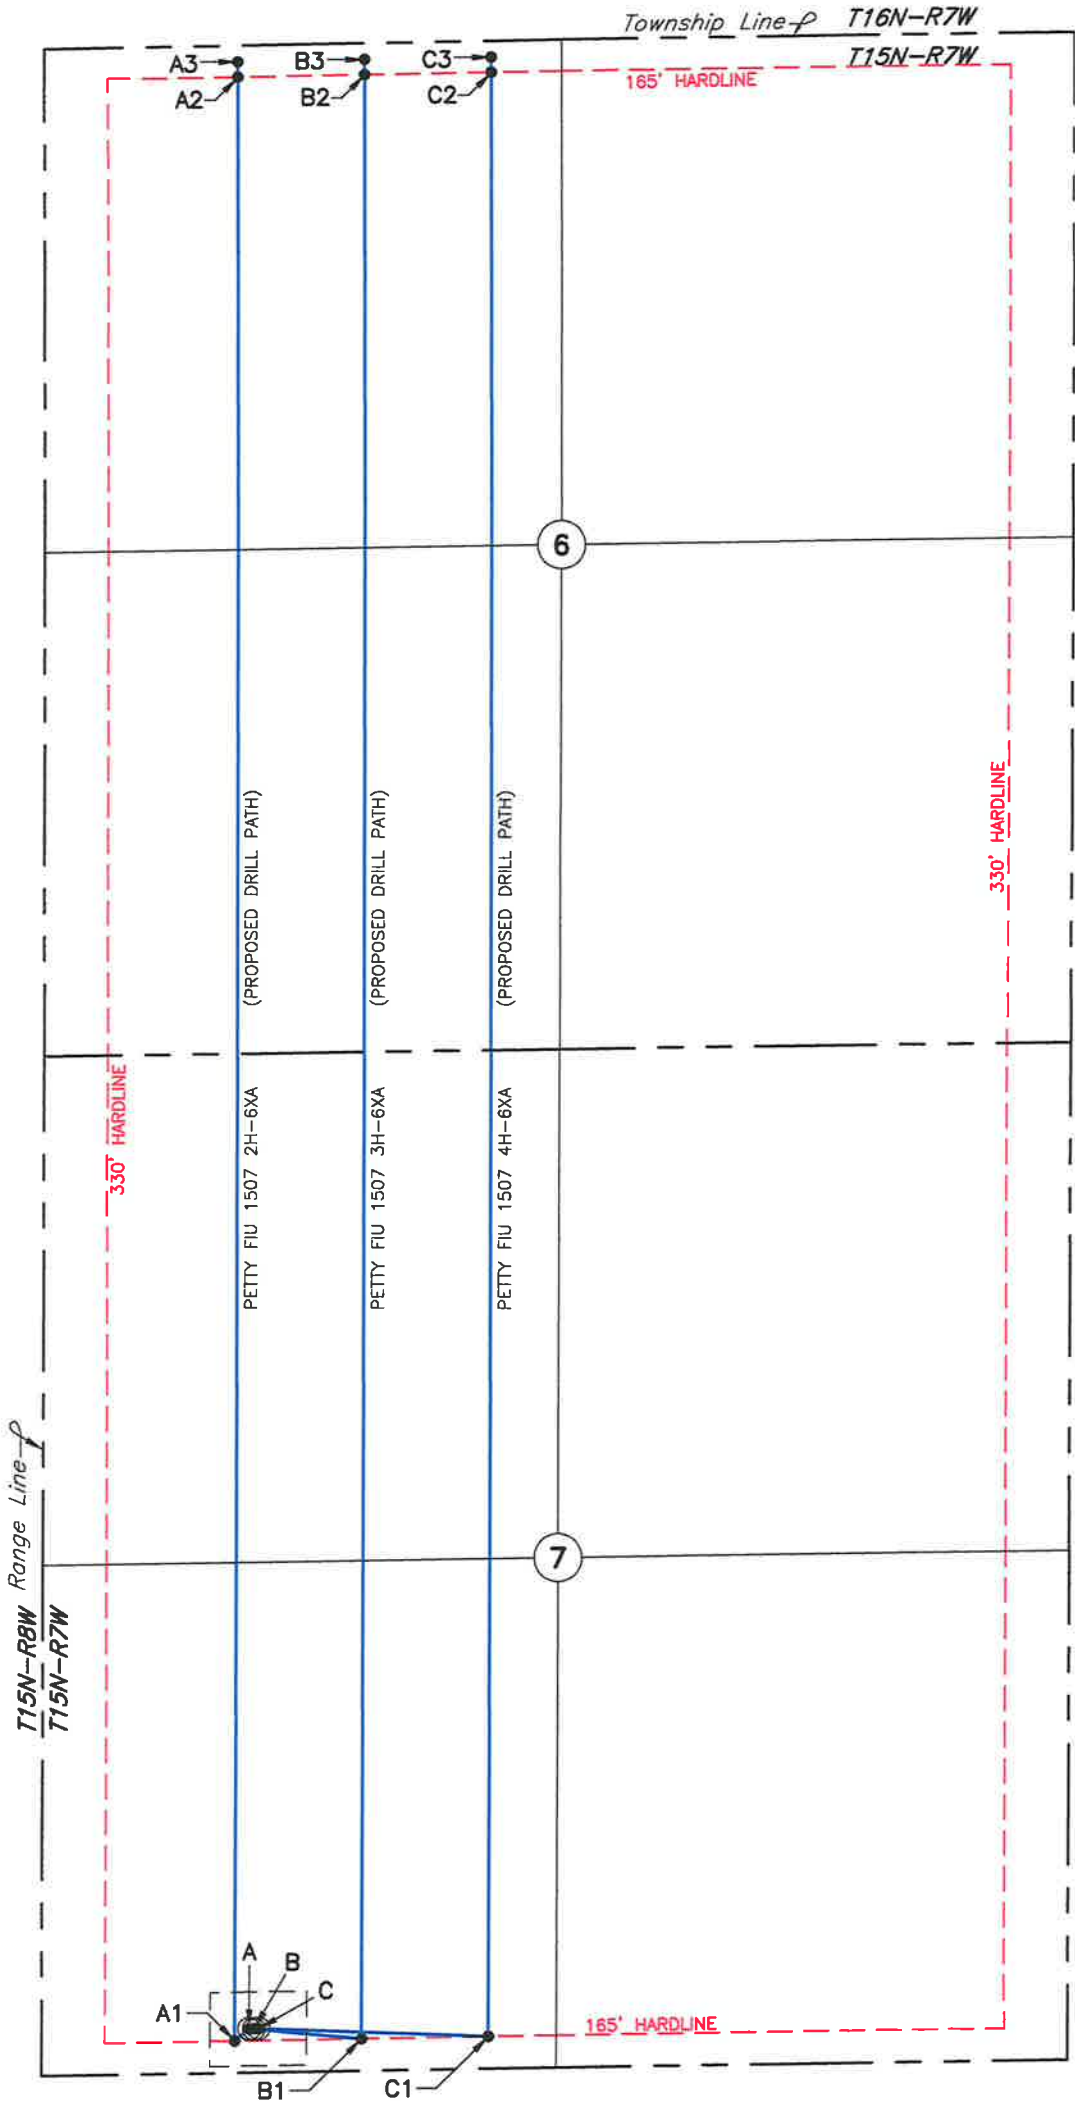 Township Line
T16N-R7W
T15N-R7W
A3
B3
C3
A2
B2
C2
165' HARDLINE
6
(PROPOSED DRILL PATH)
(PROPOSED DRILL PATH)
(PROPOSED DRILL PATH)
330' HARDLINE
330' HARDLINE
PETTY FIU 1507 2H-6XA
PETTY FIU 1507 3H-6XA
PETTY FIU 1507 4H-6XA
Range Line
T15N-R8W
T15N-R7W
7
A
B
C
A1
165' HARDLINE
B1
C1